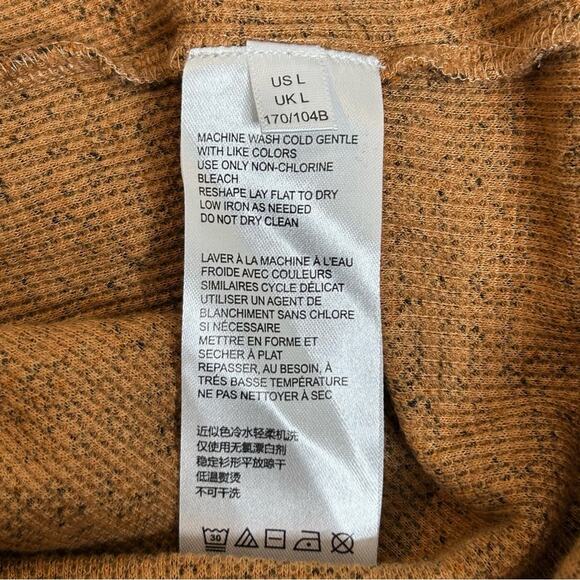 US L
UK L
170/104B
MACHINE WASH COLD GENTLE
WITH LIKE COLORS
USE ONLY NON-CHLORINE
BLEACH
RESHAPE LAY FLAT TO DRY
LOW IRON AS NEEDED
DO NOT DRY CLEAN
LAVER À LA MACHINE À L'EAU
FROIDE AVEC COULEURS
SIMILAIRES CYCLE DÉLICAT
UTILISER UN AGENT DE
BLANCHIMENT SANS CHLORE
SI NÉCESSAIRE
METTRE EN FORME ET
SECHER À PLAT
REPASSER, AU BESOIN, À
TRÉS BASSE TEMPÉRATURE
NE PAS NETTOYER À SEC
近似色冷水轻柔机洗
仅使用无氯漂白剂
稳定衫形平放晾干
低温熨烫
不可干洗
30